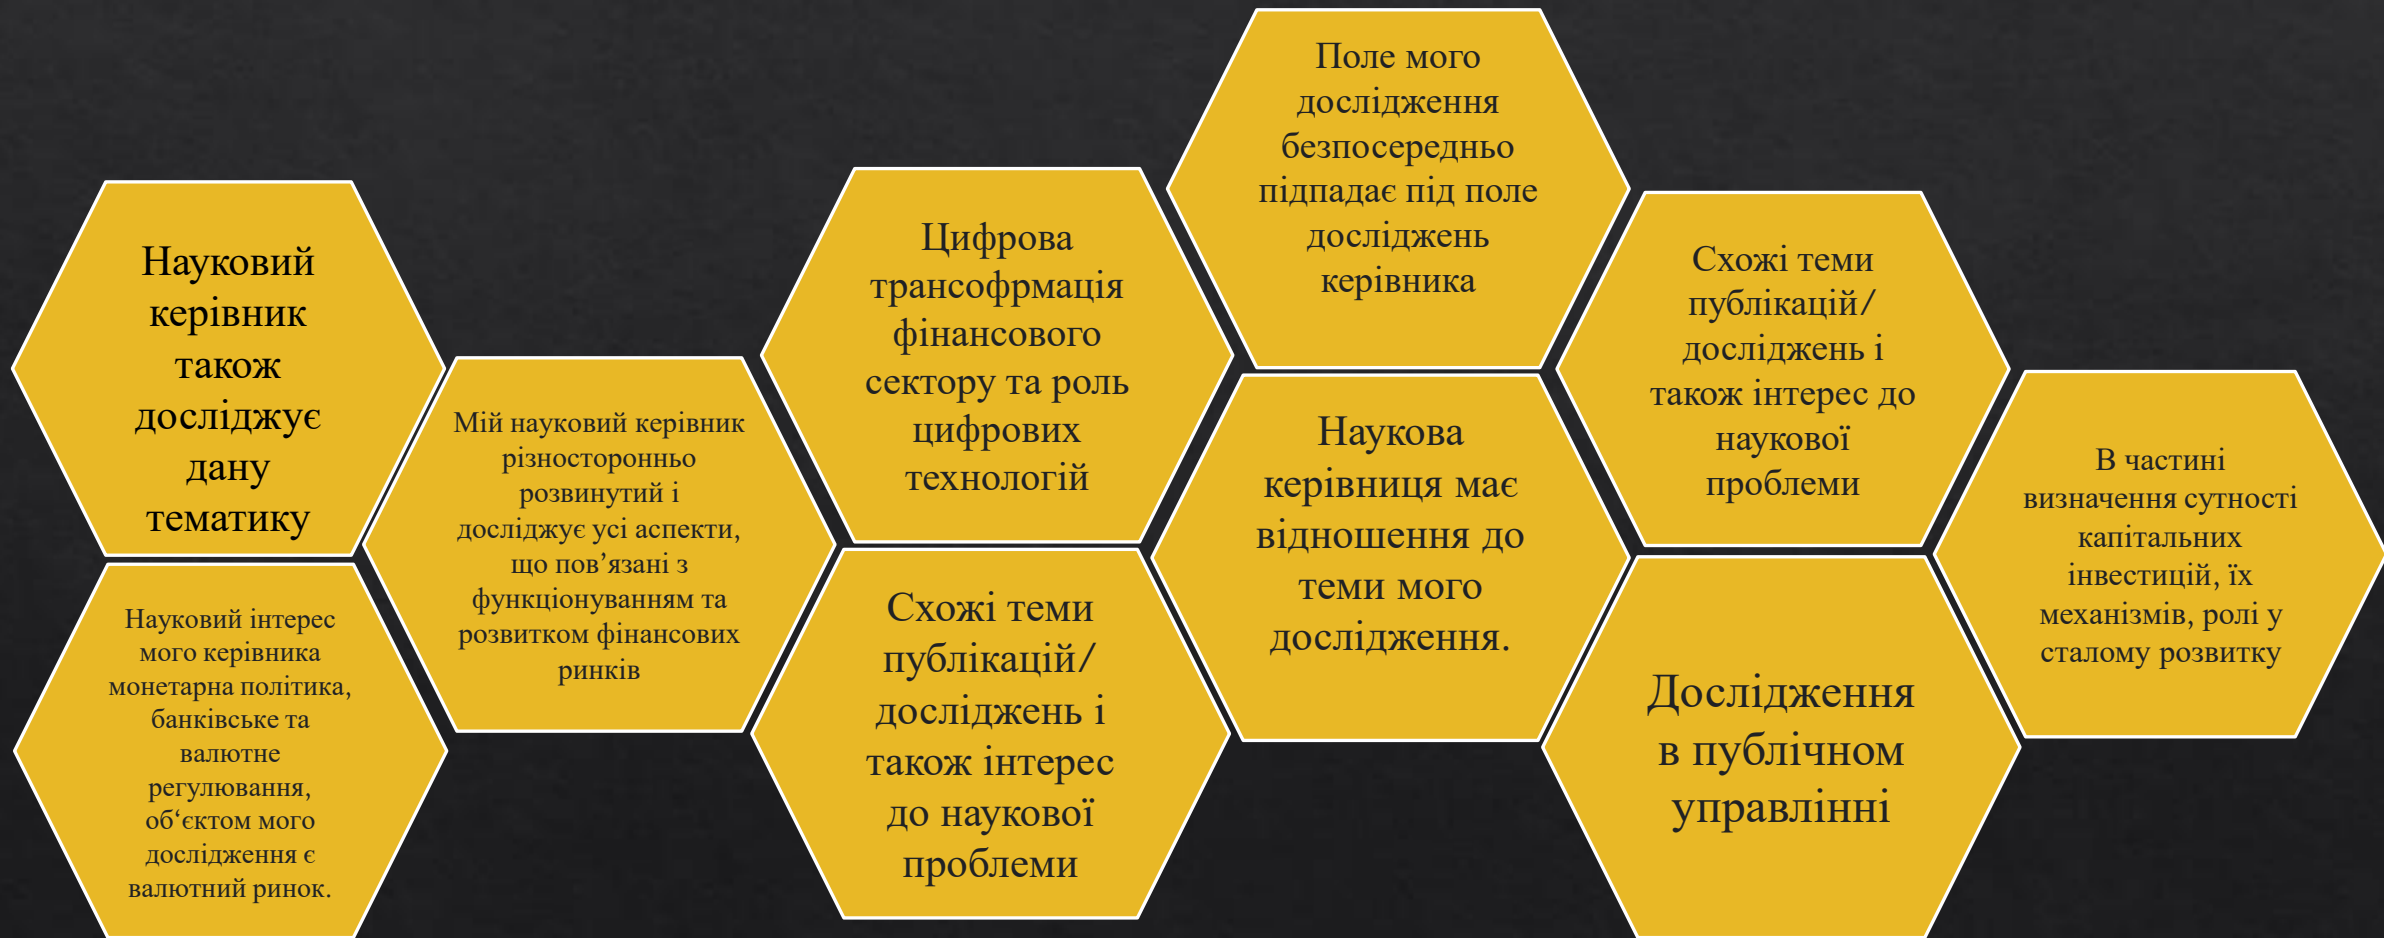 Науковий
керівник
також
досліджує
дану
тематику
Науковий інтерес
мого керівника
монетарна політика,
банківське та
валютне
регулювання,
об‘єктом мого
дослідження є
валютний ринок.
Мій науковий керівник
різносторонньо
розвинутий і
досліджує усі аспекти,
що пов’язані з
функціонуванням та
розвитком фінансових
ринків
Цифрова
трансофрмація
фінансового
сектору та роль
цифрових
технологій
Схожі теми
публікацій/
досліджень і
також інтерес
до наукової
проблеми
Поле мого
дослідження
безпосередньо
підпадає під поле
досліджень
керівника
Наукова
керівниця має
відношення до
теми мого
дослідження.
Схожі теми
публікацій/
досліджень і
також інтерес до
наукової
проблеми
Дослідження
в публічному
управлінні
В частині
визначення сутності
капітальних
інвестицій, їх
механізмів, ролі у
сталому розвитку